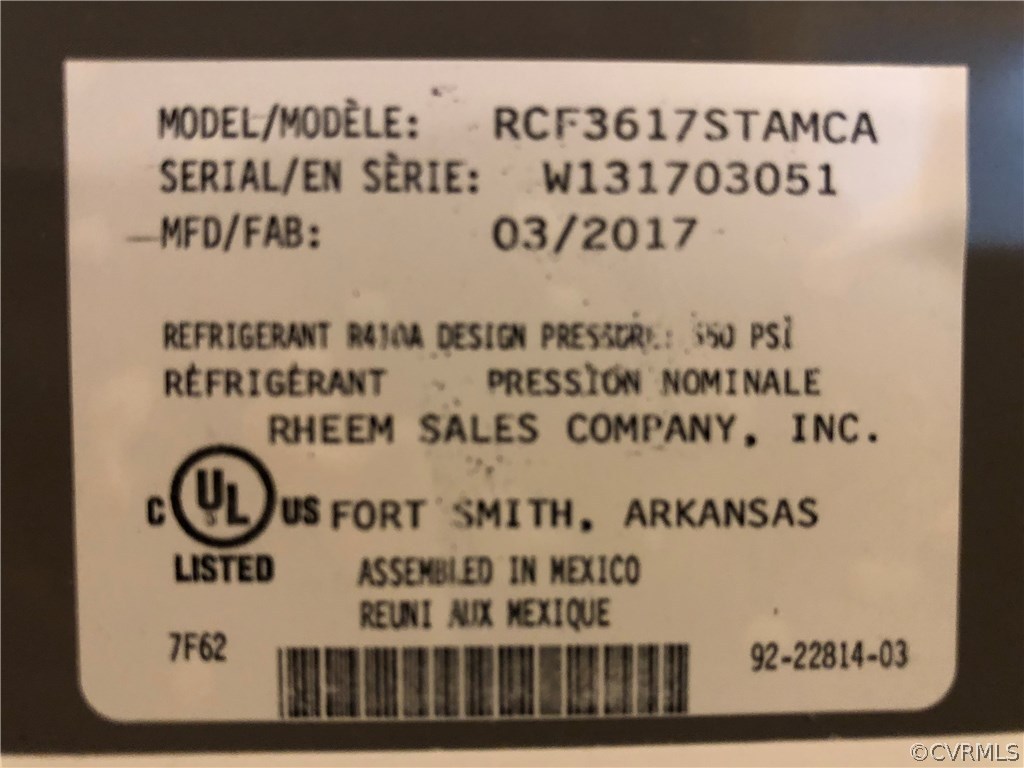 MODEL/MODÈLE: RCF3617STAMCA
SERIAL/EN SÈRIE: W131703051
MFD/FAB: 03/2017
REFRIGERANT R410A DESIGN PRESSURE: PSI
RÉFRIGÉRANT PRESSION NOMINALE
RHEEM SALES COMPANY, INC.
C UL US FORT SMITH, ARKANSAS
LISTED
ASSEMBLED IN MEXICO
REUNI AUX MEXIQUE
7F62
92-22814-03
©CVRMLS